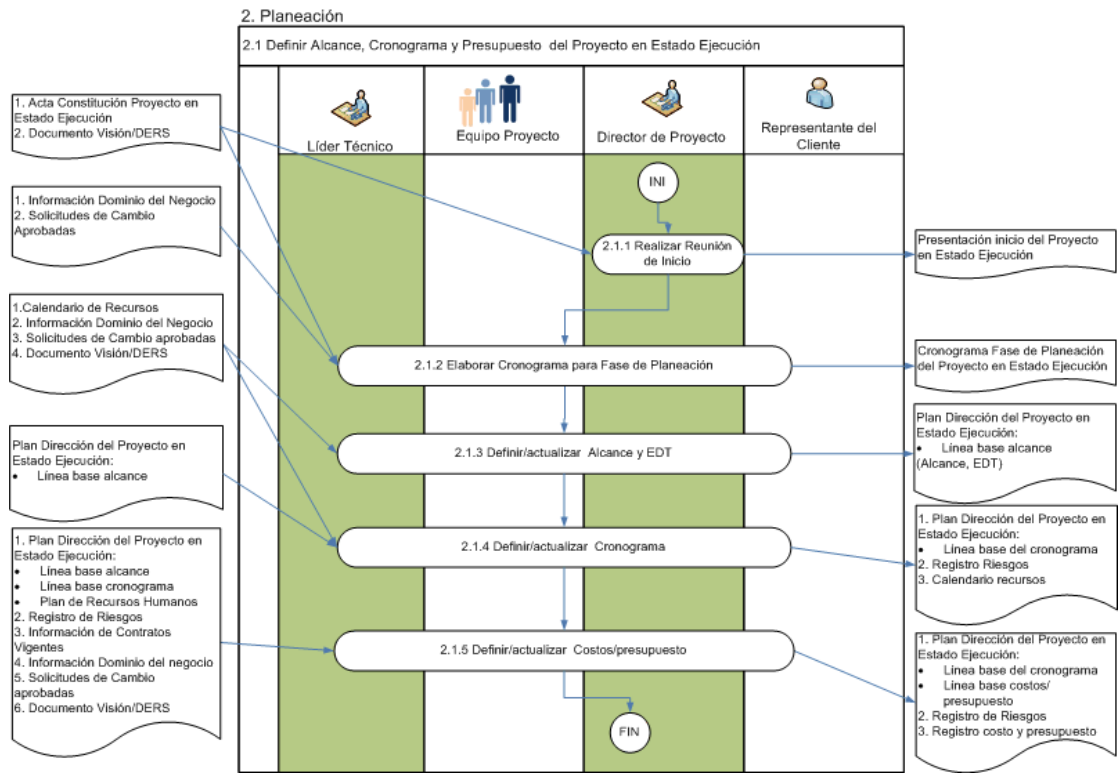 2. Planeación
2.1 Definir Alcance, Cronograma y Presupuesto del Proyecto en Estado Ejecución
Líder Técnico
Equipo Proyecto
Director de Proyecto
Representante del
Cliente
1. Acta Constitución Proyecto en
Estado Ejecución
2. Documento Visión/DERS
1. Información Dominio del Negocio
2. Solicitudes de Cambio
Aprobadas
1.Calendario de Recursos
2. Información Dominio del Negocio
3. Solicitudes de Cambio aprobadas
4. Documento Visión/DERS
Plan Dirección del Proyecto en
Estado Ejecución:
• Línea base alcance
1. Plan Dirección del Proyecto en
Estado Ejecución:
• Línea base alcance
• Línea base cronograma
• Plan de Recursos Humanos
2. Registro de Riesgos
3. Información de Contratos
Vigentes
4. Información Dominio del negocio
5. Solicitudes de Cambio
aprobadas
6. Documento Visión/DERS
INI
2.1.1 Realizar Reunión
de Inicio
2.1.2 Elaborar Cronograma para Fase de Planeación
2.1.3 Definir/actualizar Alcance y EDT
2.1.4 Definir/actualizar Cronograma
2.1.5 Definir/actualizar Costos/presupuesto
FIN
Presentación inicio del Proyecto
en Estado Ejecución
Cronograma Fase de Planeación
del Proyecto en Estado Ejecución
Plan Dirección del Proyecto en
Estado Ejecución:
• Línea base alcance
(Alcance, EDT)
1. Plan Dirección del Proyecto en
Estado Ejecución:
• Línea base del cronograma
2. Registro Riesgos
3. Calendario recursos
1. Plan Dirección del Proyecto en
Estado Ejecución:
• Línea base del cronograma
• Línea base costos/
presupuesto
2. Registro de Riesgos
3. Registro costo y presupuesto